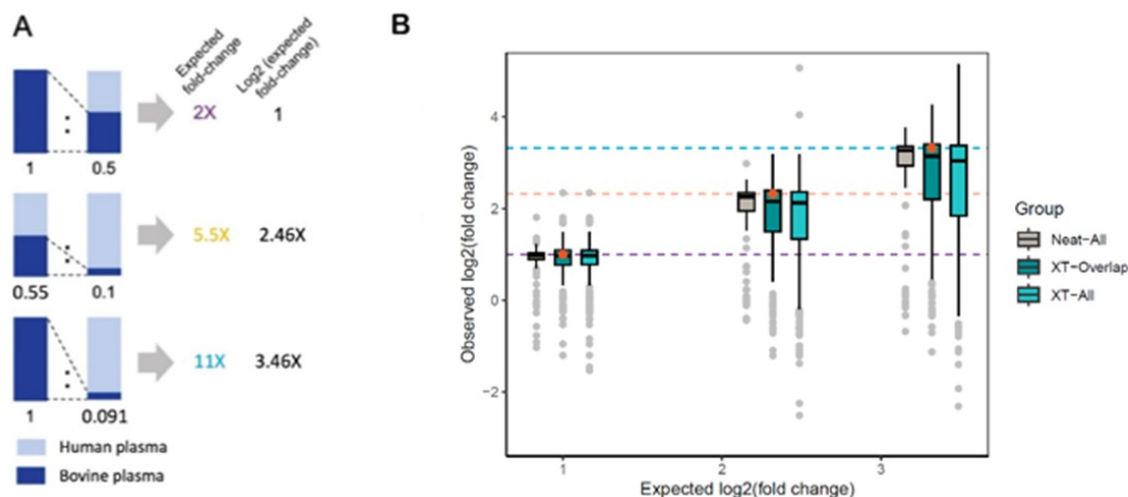 A
Expected
fold-change
Log2 (expected
fold-change)
1
:
0.5
2X
1
0.55
:
0.1
5.5X
2.46X
1
:
0.091
11X
3.46X
Human plasma
Bovine plasma
B
Observed log2(fold change)
4
2
0
−2
1
2
3
Expected log2(fold change)
Group
Neat−All
XT−Overlap
XT−All